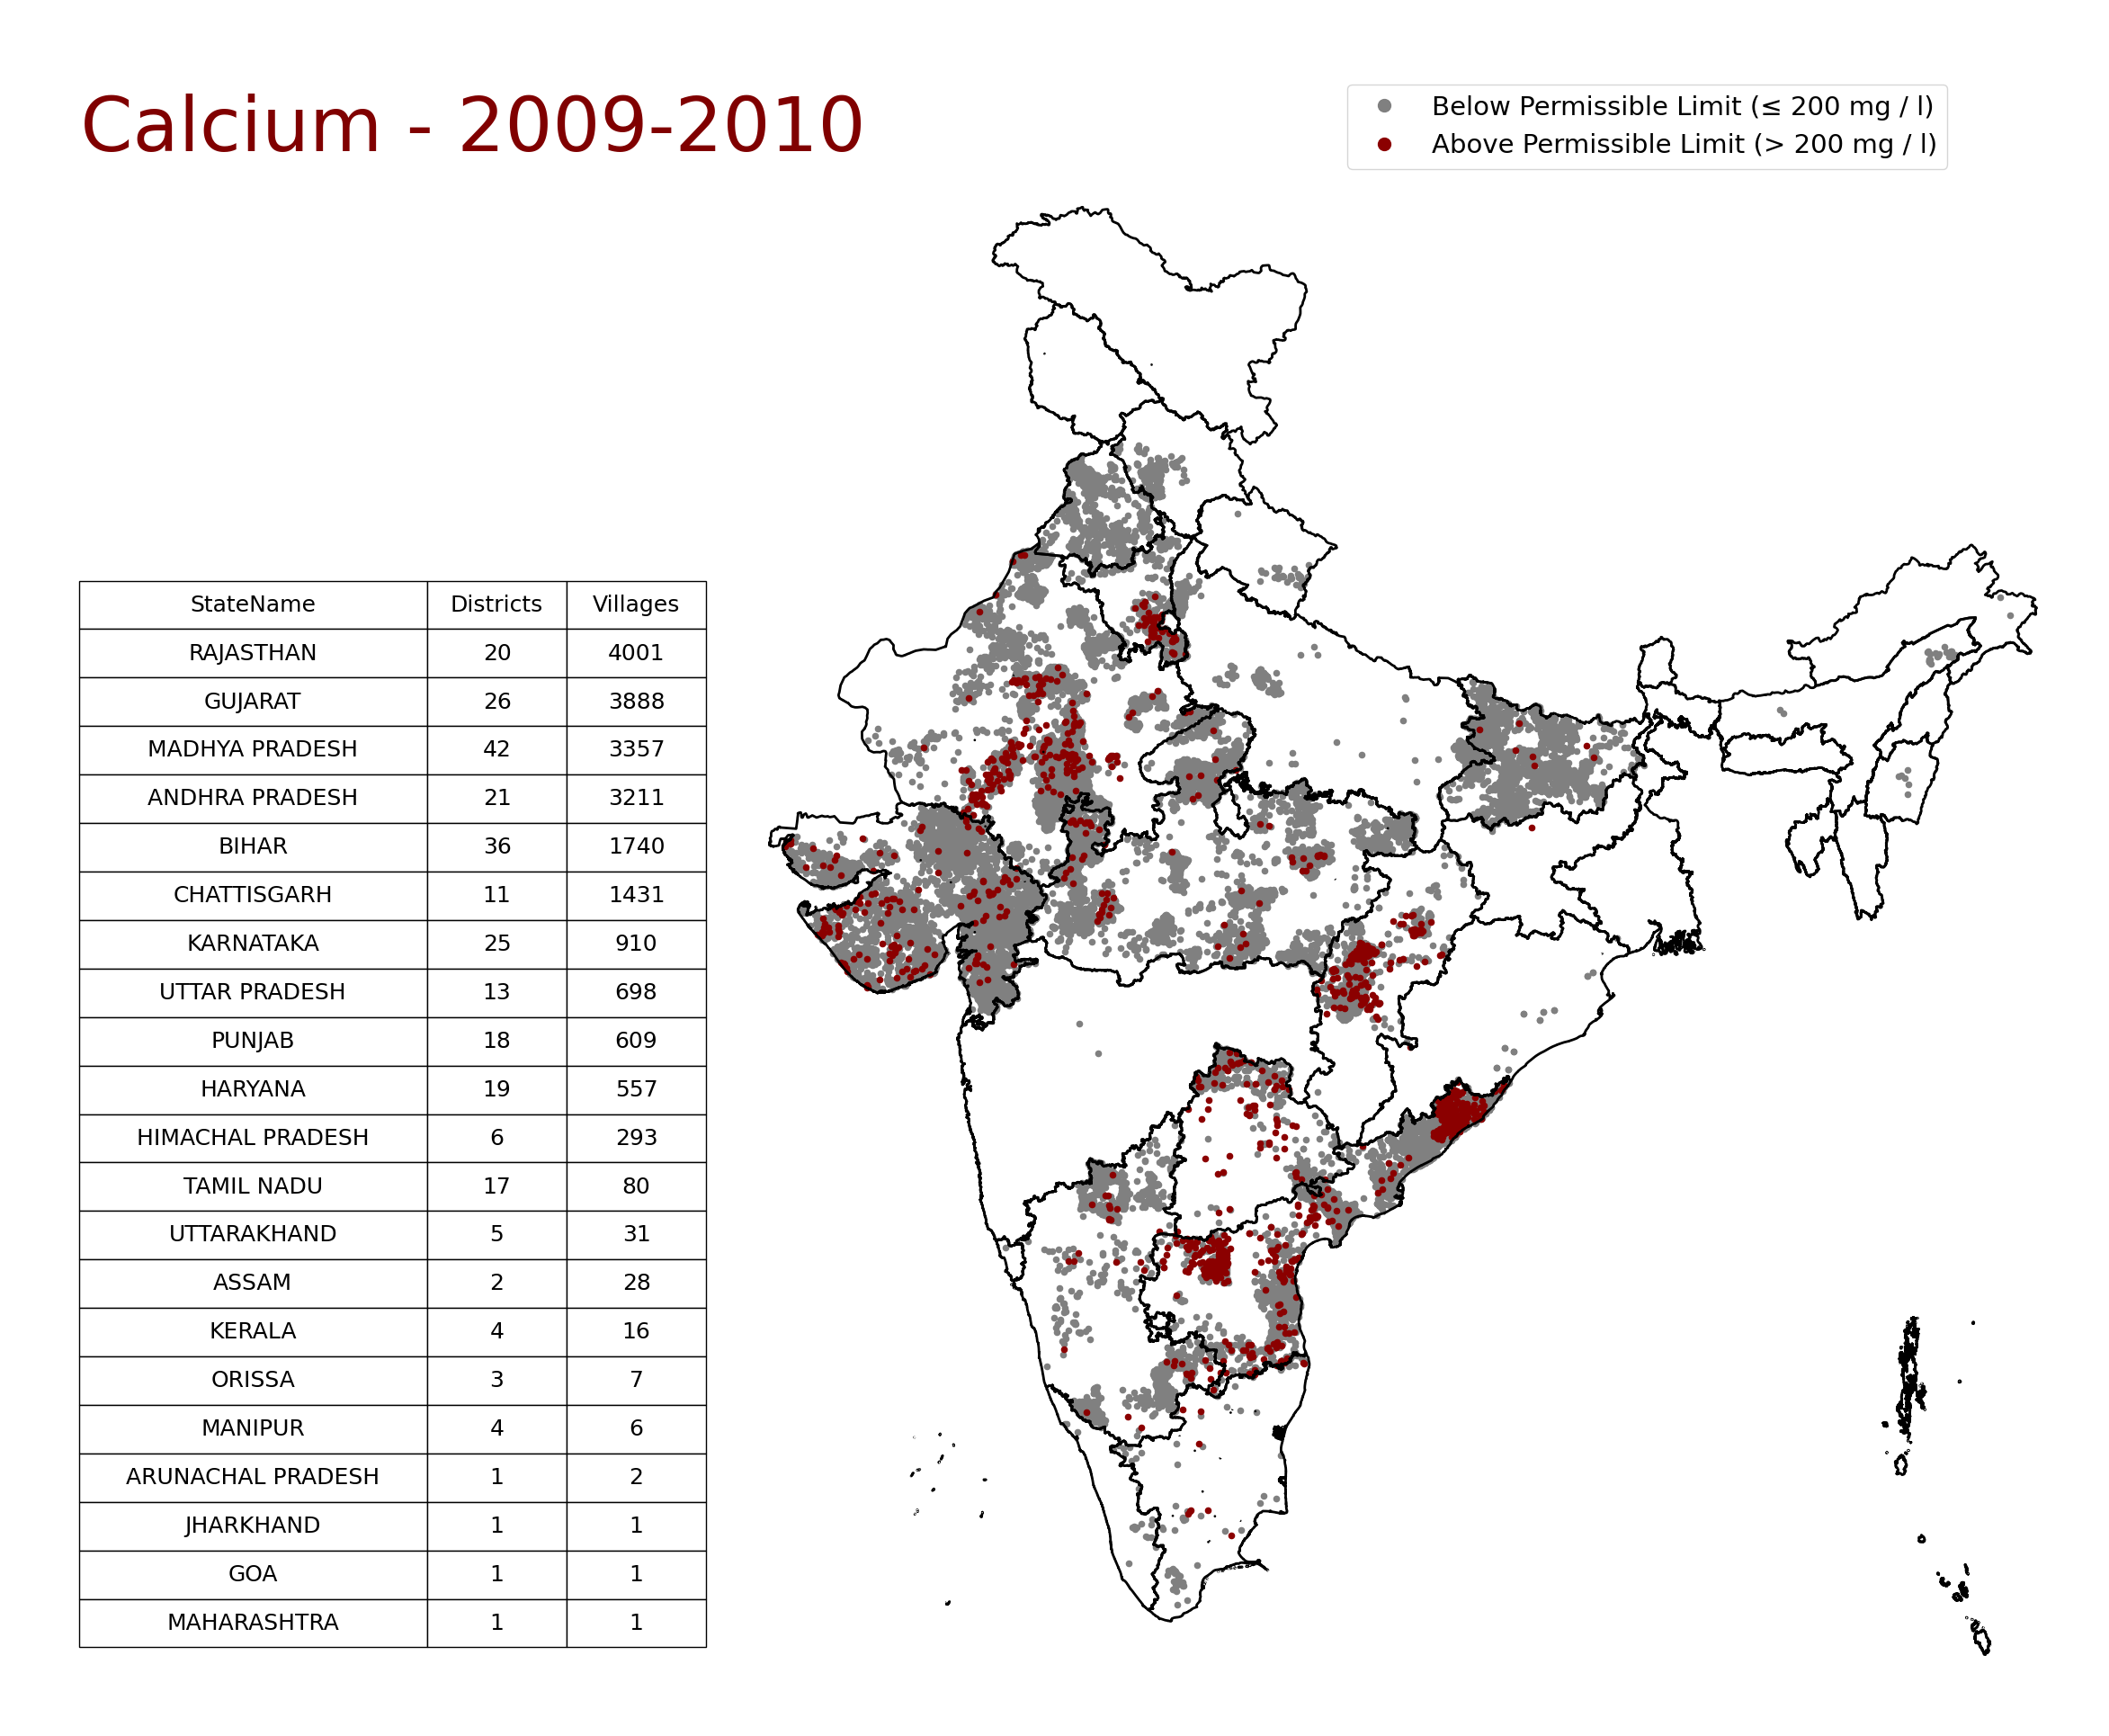 Calcium - 2009-2010
Below Permissible Limit (≤ 200 mg / l)
Above Permissible Limit (> 200 mg / l)
StateName Districts Villages
RAJASTHAN 20 4001
GUJARAT 26 3888
MADHYA PRADESH 42 3357
ANDHRA PRADESH 21 3211
BIHAR 36 1740
CHATTISGARH 11 1431
KARNATAKA 25 910
UTTAR PRADESH 13 698
PUNJAB 18 609
HARYANA 19 557
HIMACHAL PRADESH 6 293
TAMIL NADU 17 80
UTTARAKHAND 5 31
ASSAM 2 28
KERALA 4 16
ORISSA 3 7
MANIPUR 4 6
ARUNACHAL PRADESH 1 2
JHARKHAND 1 1
GOA 1 1
MAHARASHTRA 1 1